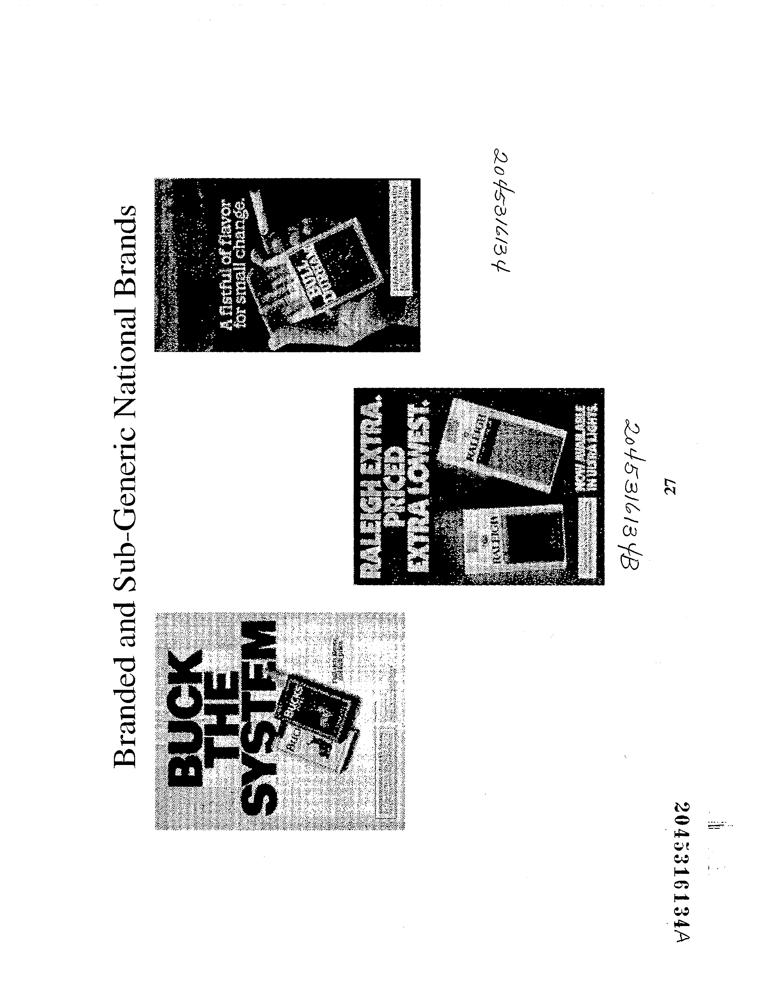 Branded and Sub-Generic National Brands
BUCK
THE
SYSTEM
BUCKS
RALEIGH EXTRA.
PRICED
EXTRA LOWEST.
RALEIGH
RALEIGH
NOW AVAILABLE
IN ULTRA LIGHTS.
A fistful of flavor
for small change.
BULL
DURHAM
2045316134
2045316134B
27
2045316134A